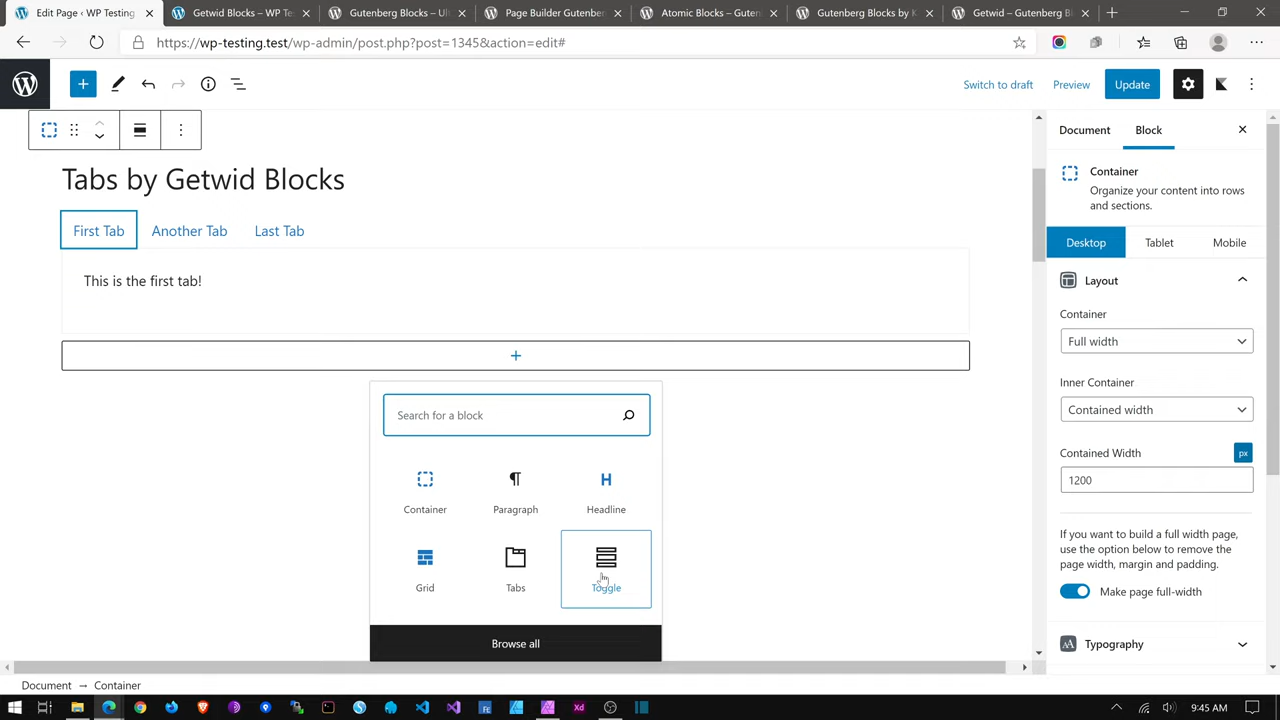 Edit Page ‹ WP Testing
Getwid Blocks – WP Tes
Gutenberg Blocks – Ul
Page Builder Gutenber
Atomic Blocks – Guten
Gutenberg Blocks by K
Getwid – Gutenberg Bl
https://wp-testing.test/wp-admin/post.php?post=1345&action=edit#
Switch to draft
Preview
Update
Document
Block
Tabs by Getwid Blocks
Container
Organize your content into rows
and sections.
First Tab
Another Tab
Last Tab
Desktop
Tablet
Mobile
This is the first tab!
Layout
Container
Full width
Inner Container
Contained width
Search for a block
Contained Width
px
1200
Container
Paragraph
Headline
If you want to build a full width page,
use the option below to remove the
page width, margin and padding.
Make page full-width
Grid
Tabs
Toggle
Browse all
Typography
Document → Container
9:45 AM